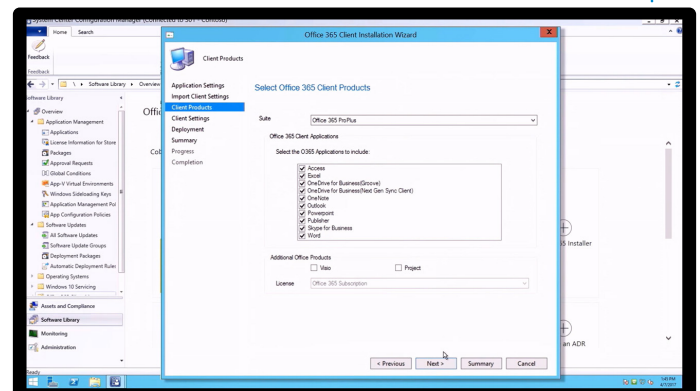 System Center Configuration Manager (Connected to S01 - Contoso)
Home Search
Feedback
Feedback
\ Software Library Overview
Software Library
Overview
Application Management
Applications
License Information for Store
Packages
Approval Requests
Global Conditions
App-V Virtual Environments
Windows Sideloading Keys
Application Management Pol
App Configuration Policies
Software Updates
All Software Updates
Software Update Groups
Deployment Packages
Automatic Deployment Rules
Operating Systems
Windows 10 Servicing
Assets and Compliance
Software Library
Monitoring
Administration
Ready
Offic
Office 365 Client Installation Wizard
X
Client Products
Application Settings
Import Client Settings
Client Products
Client Settings
Deployment
Summary
Progress
Completion
Select Office 365 Client Products
Suite Office 365 ProPlus
Office 365 Client Applications
Select the O365 Applications to include:
Access
Excel
OneDrive for Business(Groove)
OneDrive for Business(Next Gen Sync Client)
OneNote
Outlook
Powerpoint
Publisher
Skype for Business
Word
Additional Office Products
Visio Project
License Office 365 Subscription
< Previous Next > Summary Cancel
65 Installer
an ADR
1:41 PM
4/3/2017